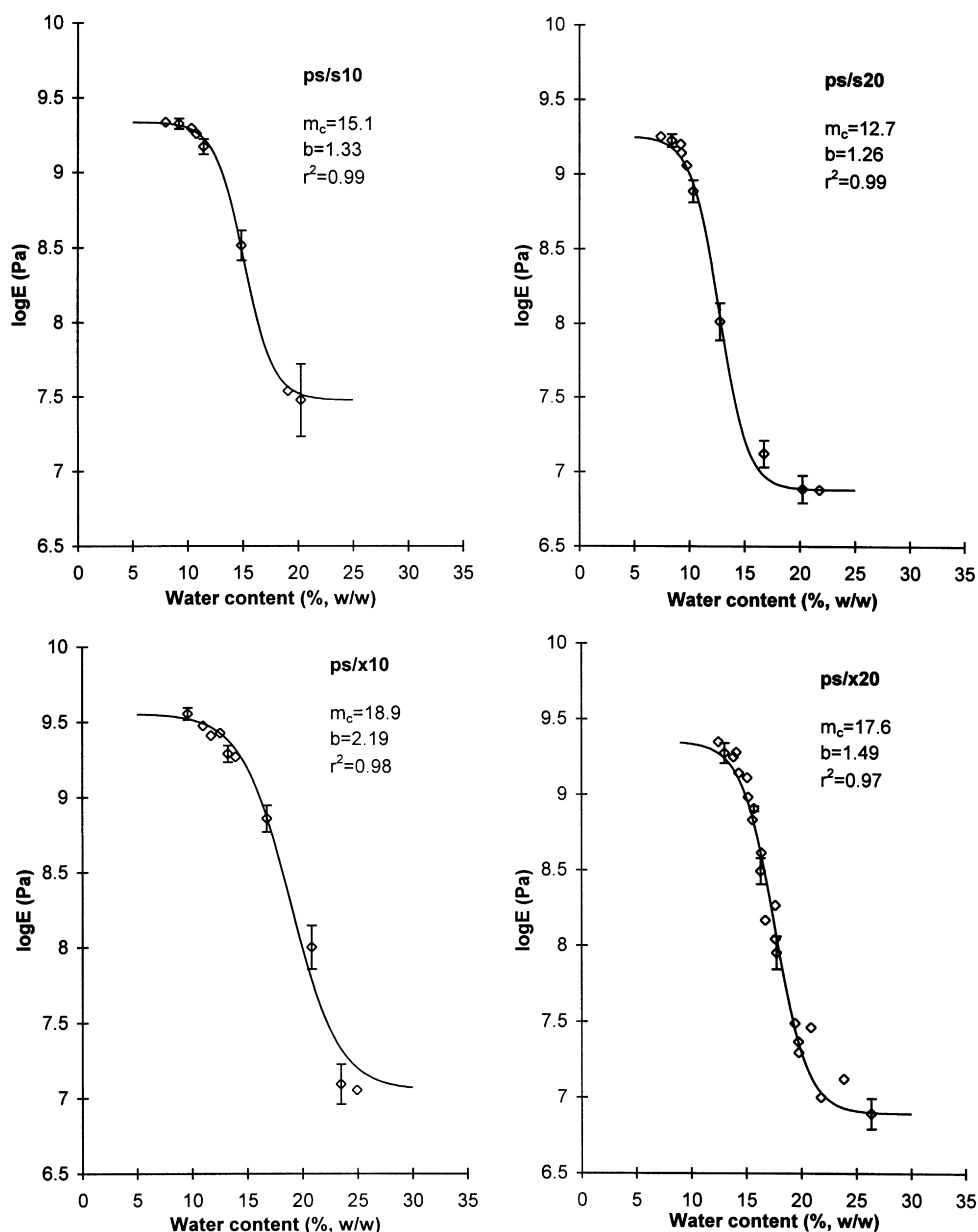 ps/s10
m_c=15.1
b=1.33
r²=0.99
logE (Pa)
10
9.5
9
8.5
8
7.5
7
6.5
0 5 10 15 20 25 30 35
Water content (%, w/w)
ps/s20
m_c=12.7
b=1.26
r²=0.99
logE (Pa)
10
9.5
9
8.5
8
7.5
7
6.5
0 5 10 15 20 25 30 35
Water content (%, w/w)
ps/x10
m_c=18.9
b=2.19
r²=0.98
logE (Pa)
10
9.5
9
8.5
8
7.5
7
6.5
0 5 10 15 20 25 30 35
Water content (%, w/w)
ps/x20
m_c=17.6
b=1.49
r²=0.97
logE (Pa)
10
9.5
9
8.5
8
7.5
7
6.5
0 5 10 15 20 25 30 35
Water content (%, w/w)